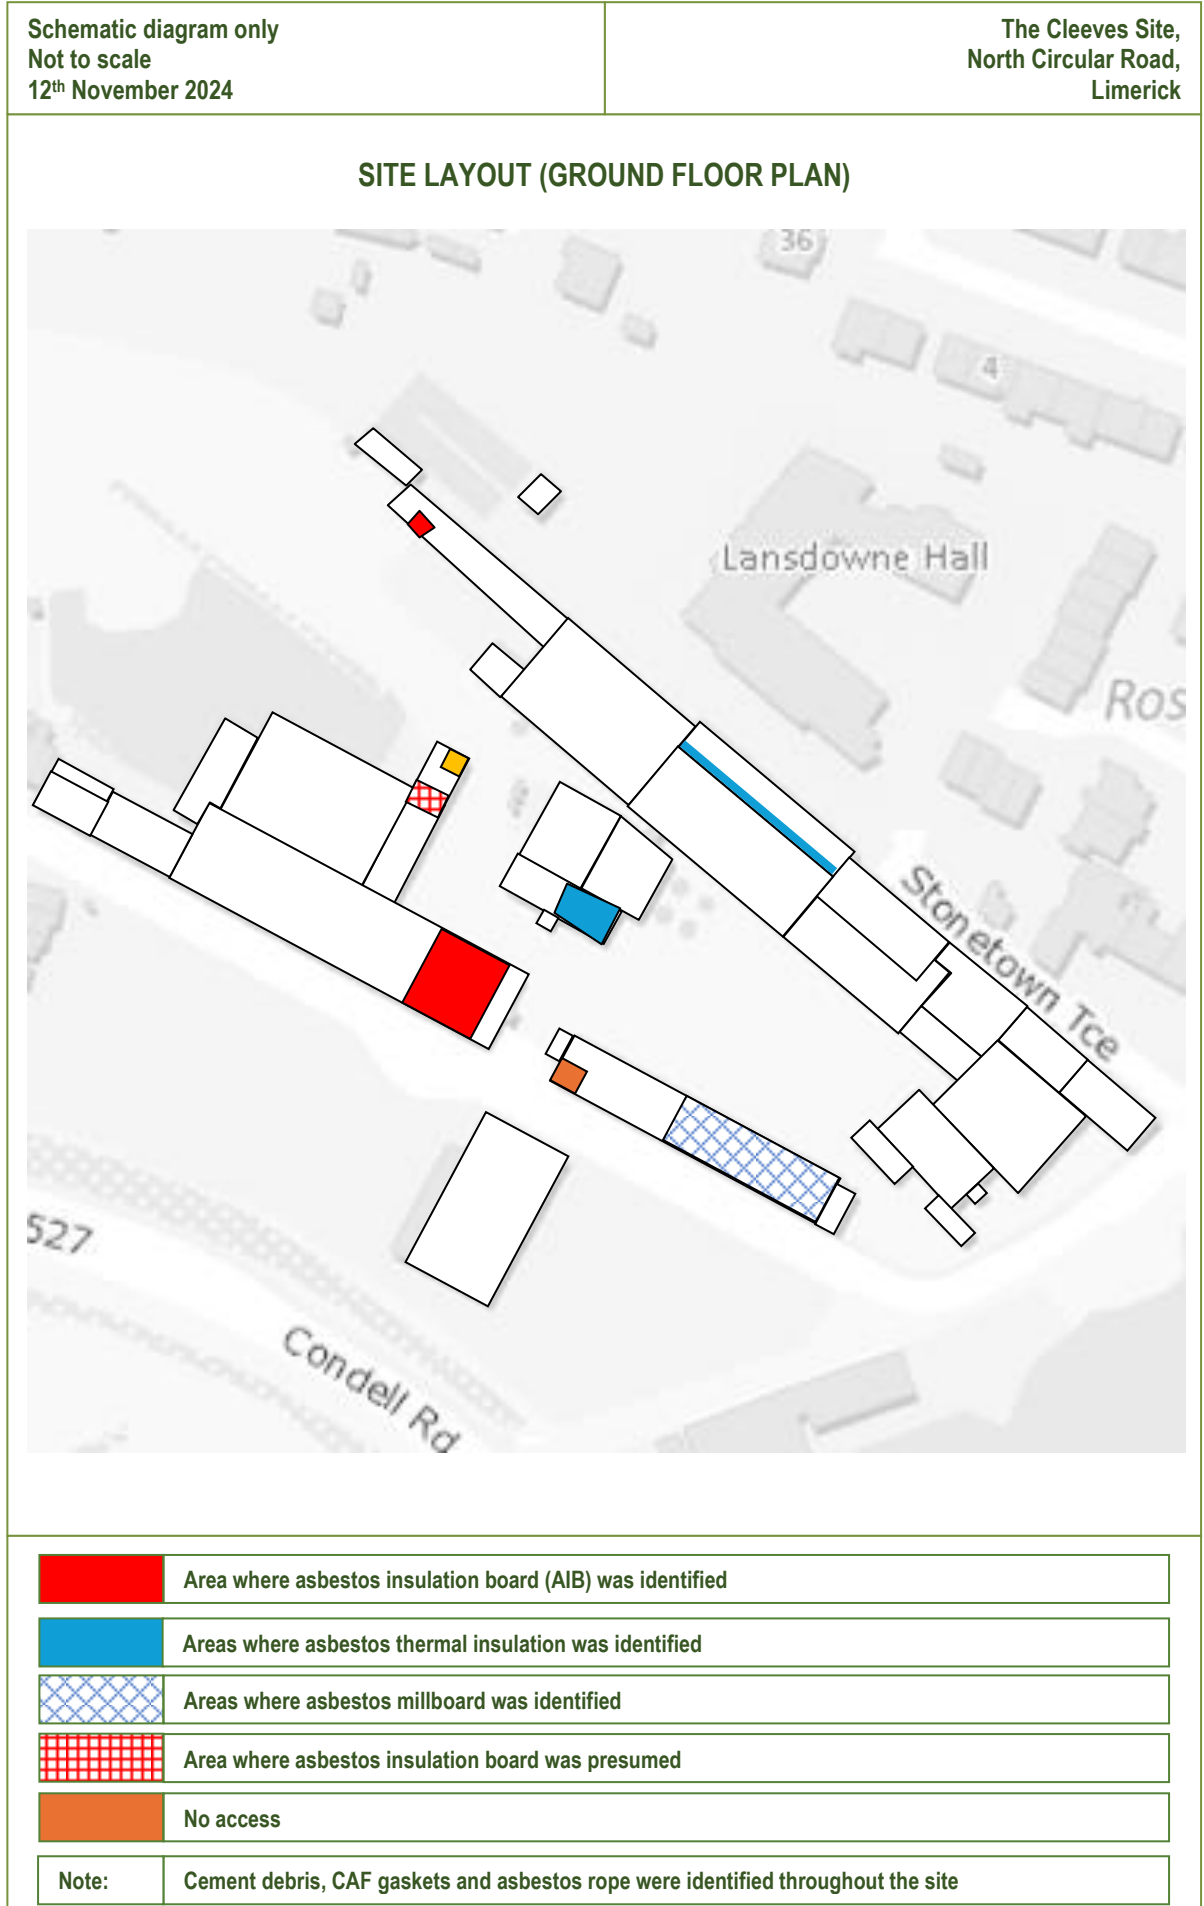 Schematic diagram only
Not to scale
12th November 2024
The Cleeves Site,
North Circular Road,
Limerick
SITE LAYOUT (GROUND FLOOR PLAN)
36
4
Lansdowne Hall
Ros
Stonetown Tce
527
Condell Rd
Area where asbestos insulation board (AIB) was identified
Areas where asbestos thermal insulation was identified
Areas where asbestos millboard was identified
Area where asbestos insulation board was presumed
No access
Note: Cement debris, CAF gaskets and asbestos rope were identified throughout the site